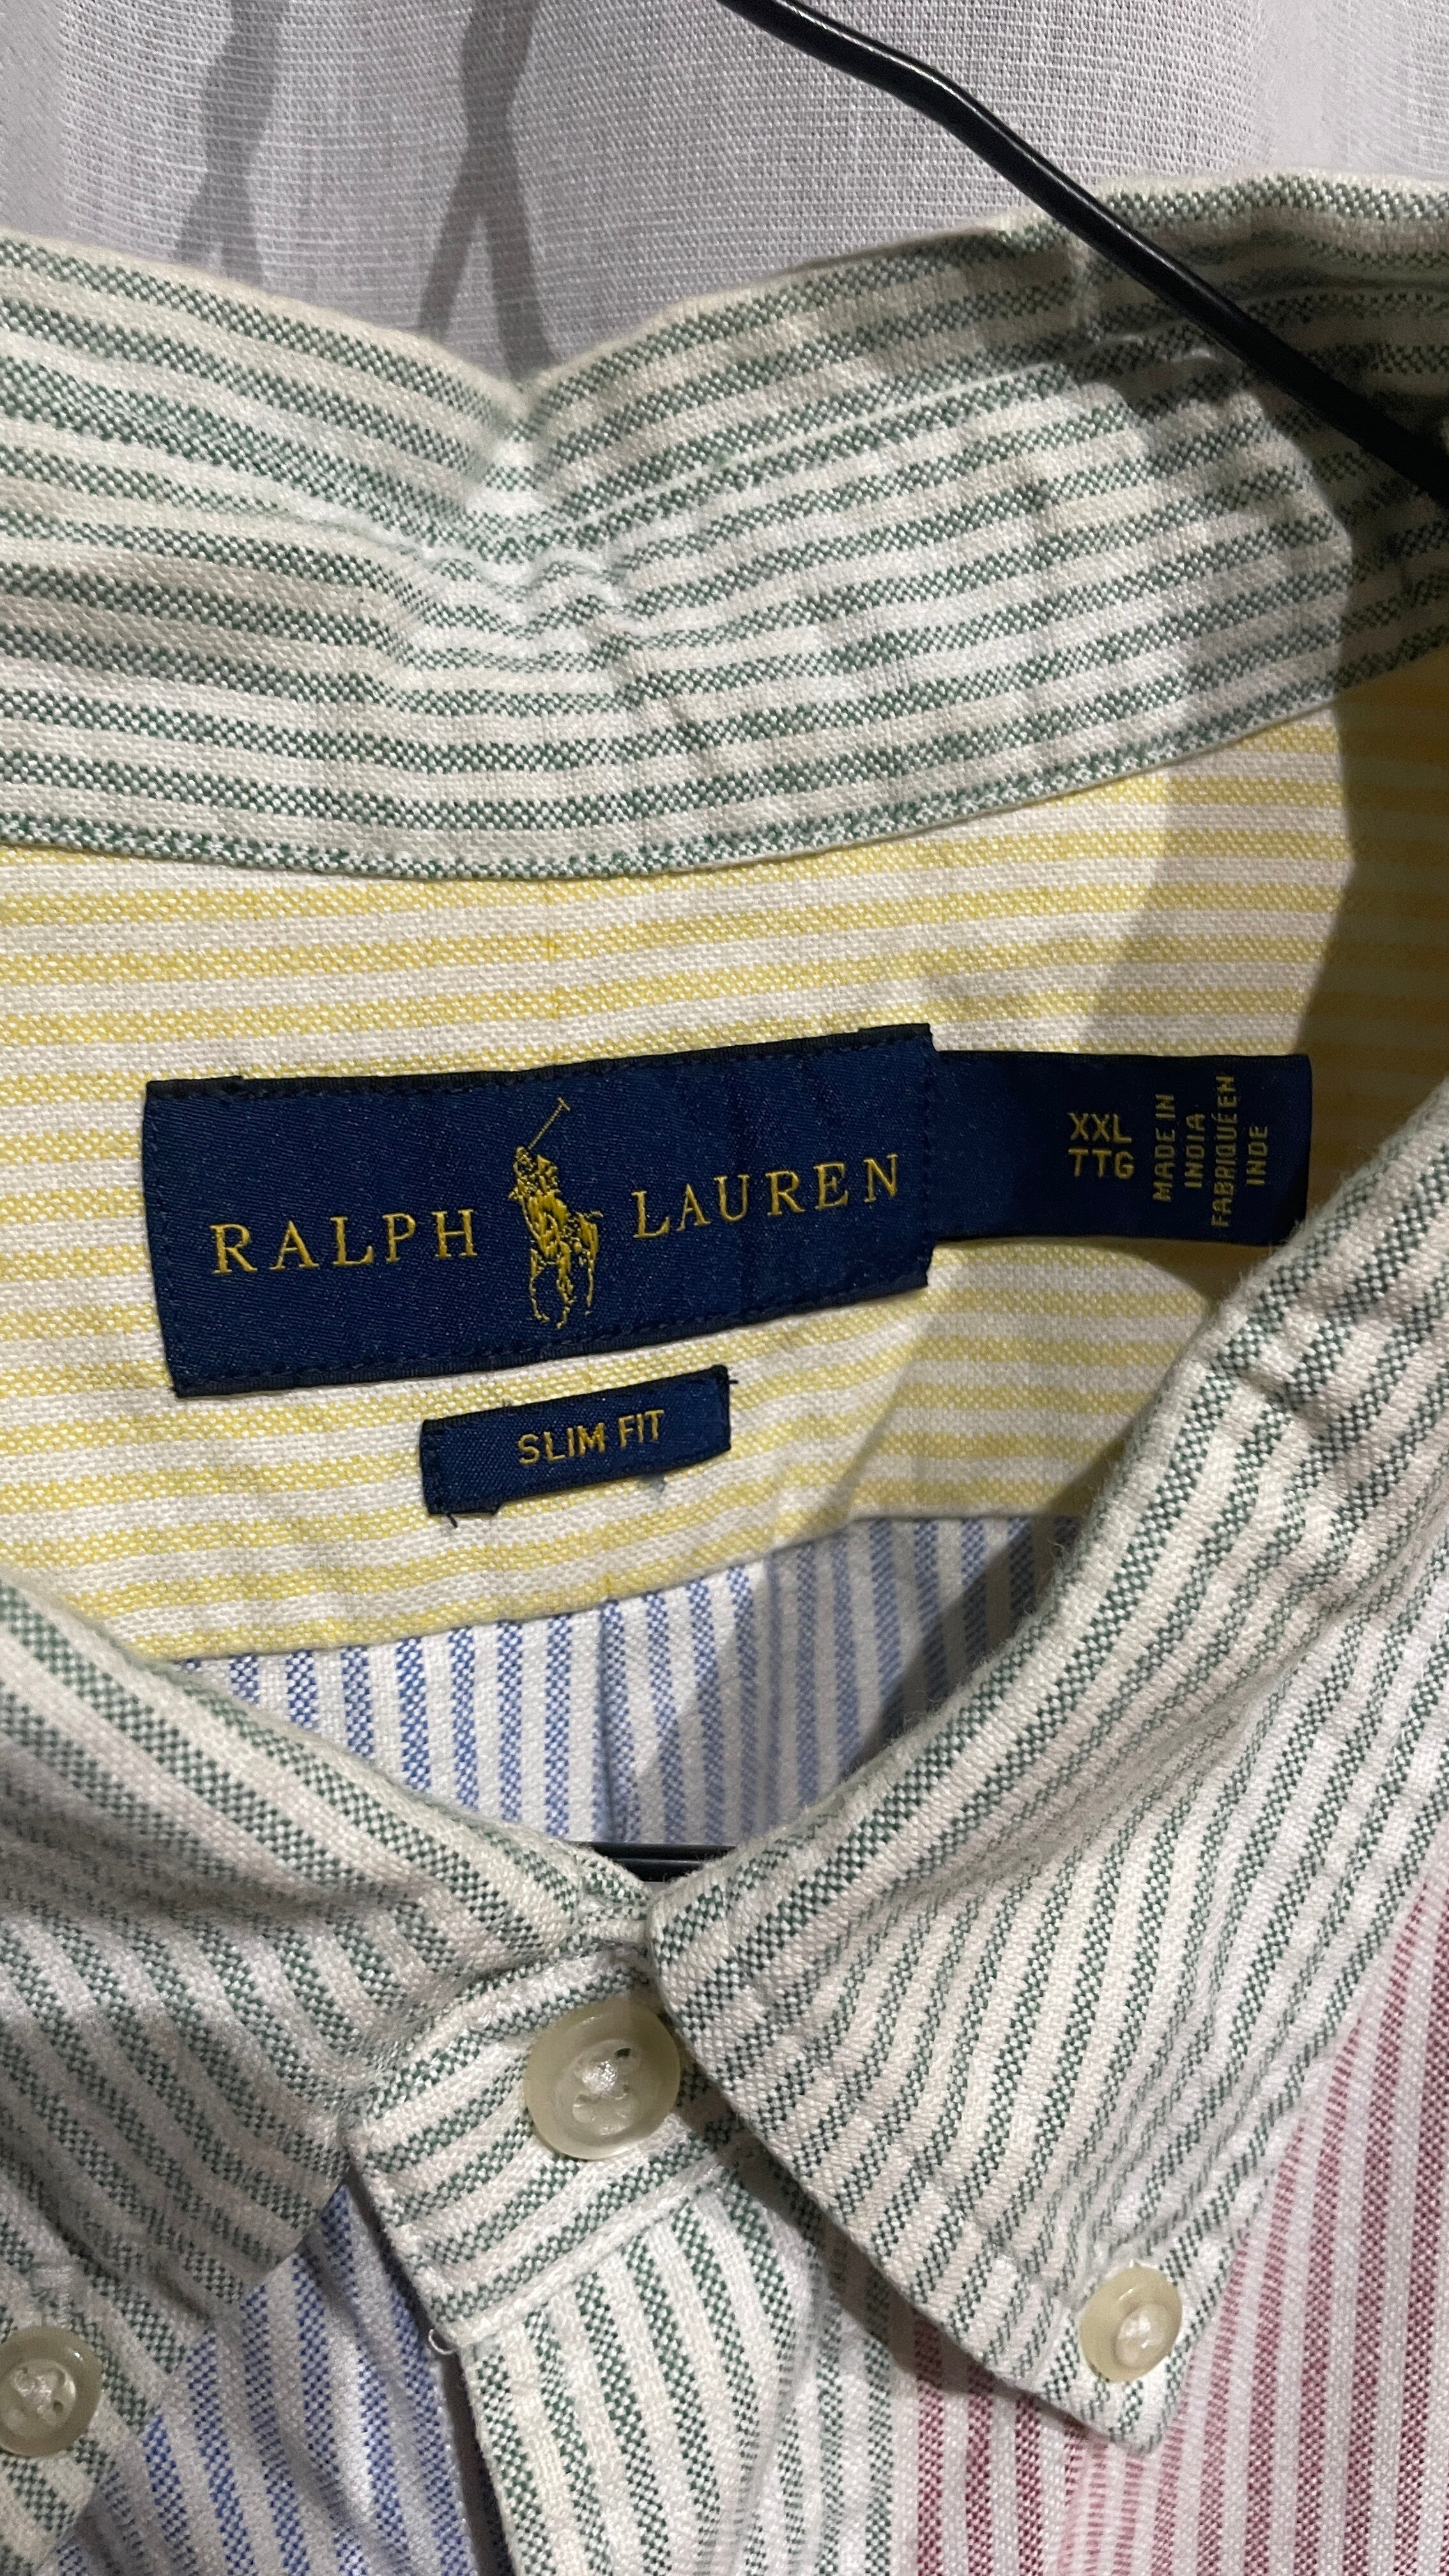 RALPH LAUREN
XXL
TTG
MADE IN
INDIA
FABRIQUÉ EN
INDE
SLIM FIT